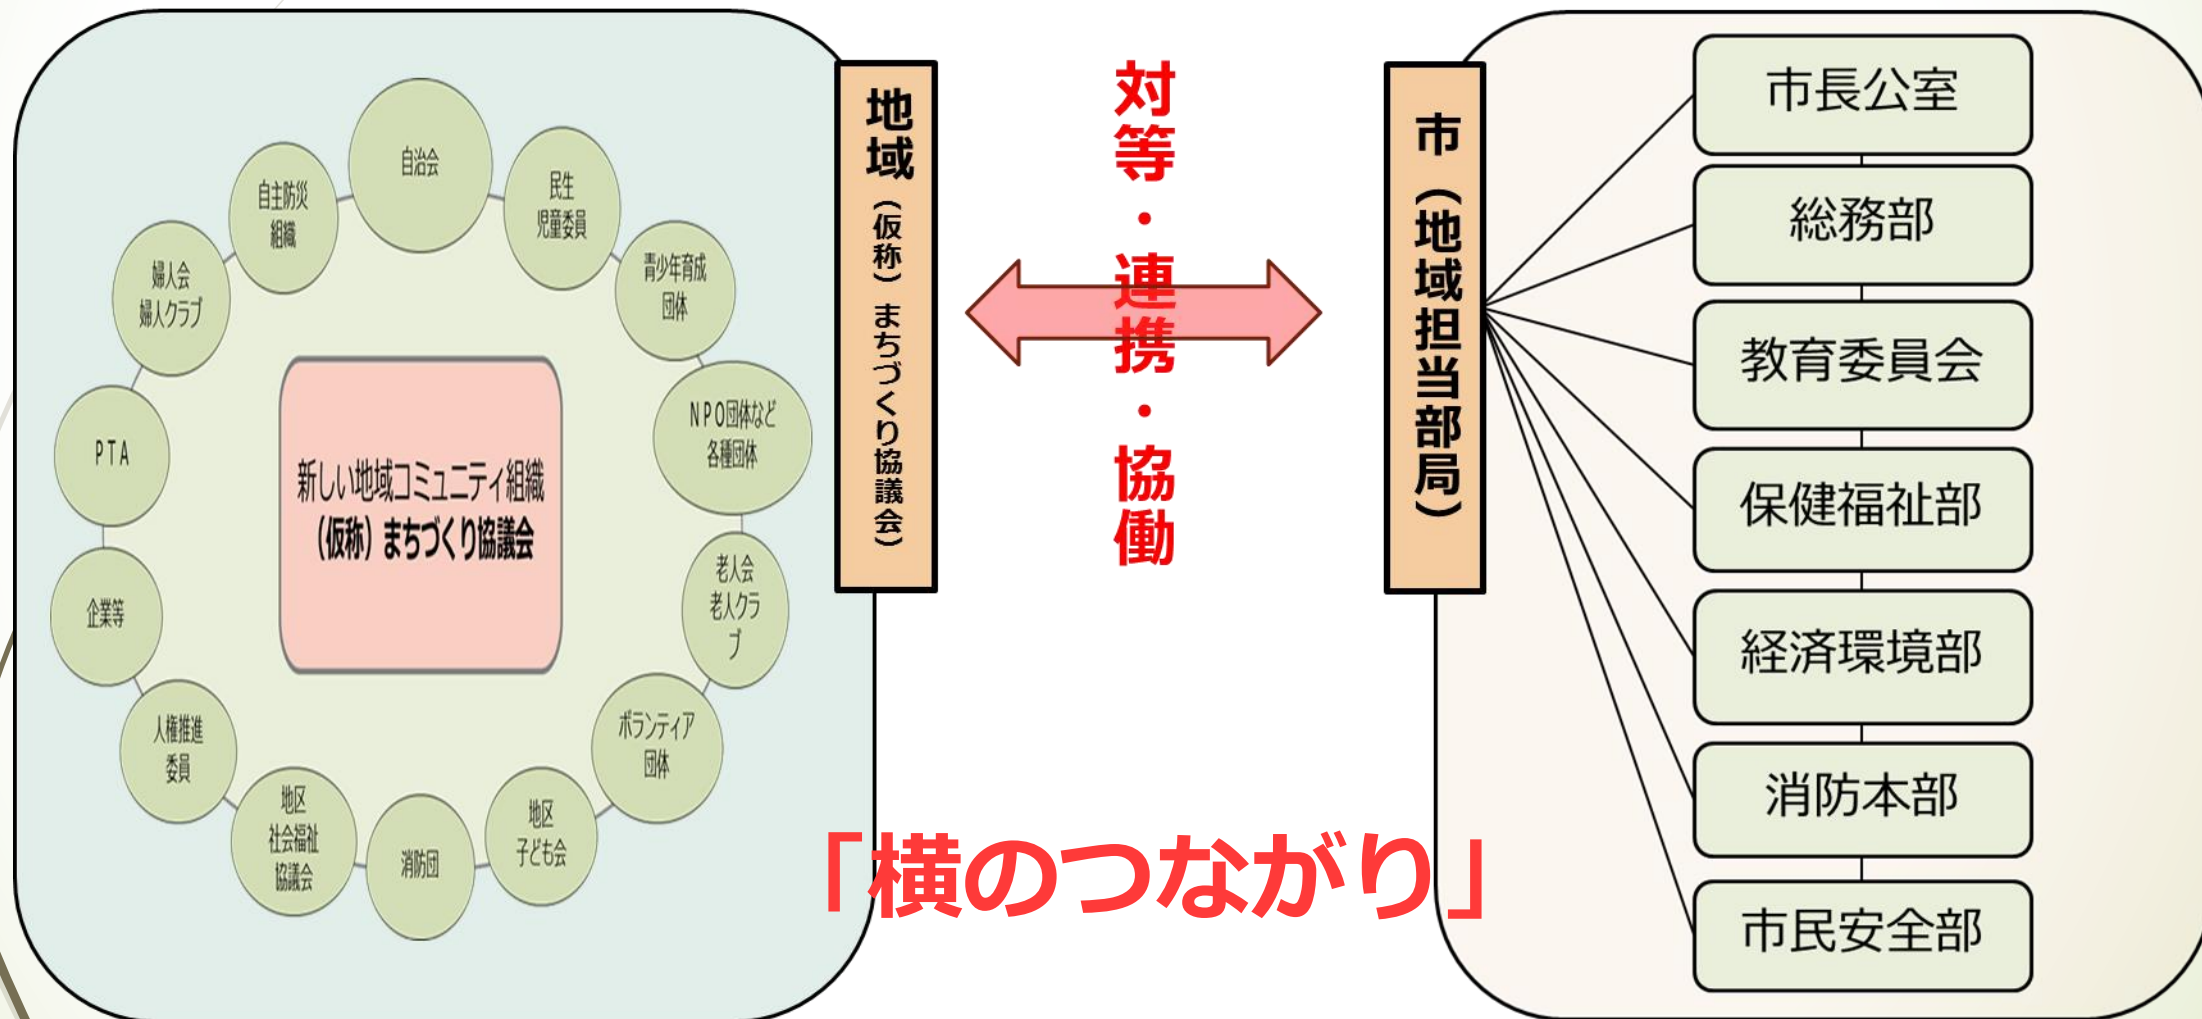 自治会
民生
児童委員
青少年育成
団体
NPO団体など
各種団体
老人会
老人クラ
ブ
ボランティア
団体
地区
子ども会
消防団
地区
社会福祉
協議会
人権推進
委員
企業等
PTA
婦人会
婦人クラブ
自主防災
組織
新しい地域コミュニティ組織
（仮称）まちづくり協議会
地域（仮称）まちづくり協議会）
対等・連携・協働
市（地域担当部局）
市長公室
総務部
教育委員会
保健福祉部
経済環境部
消防本部
市民安全部
「横のつながり」